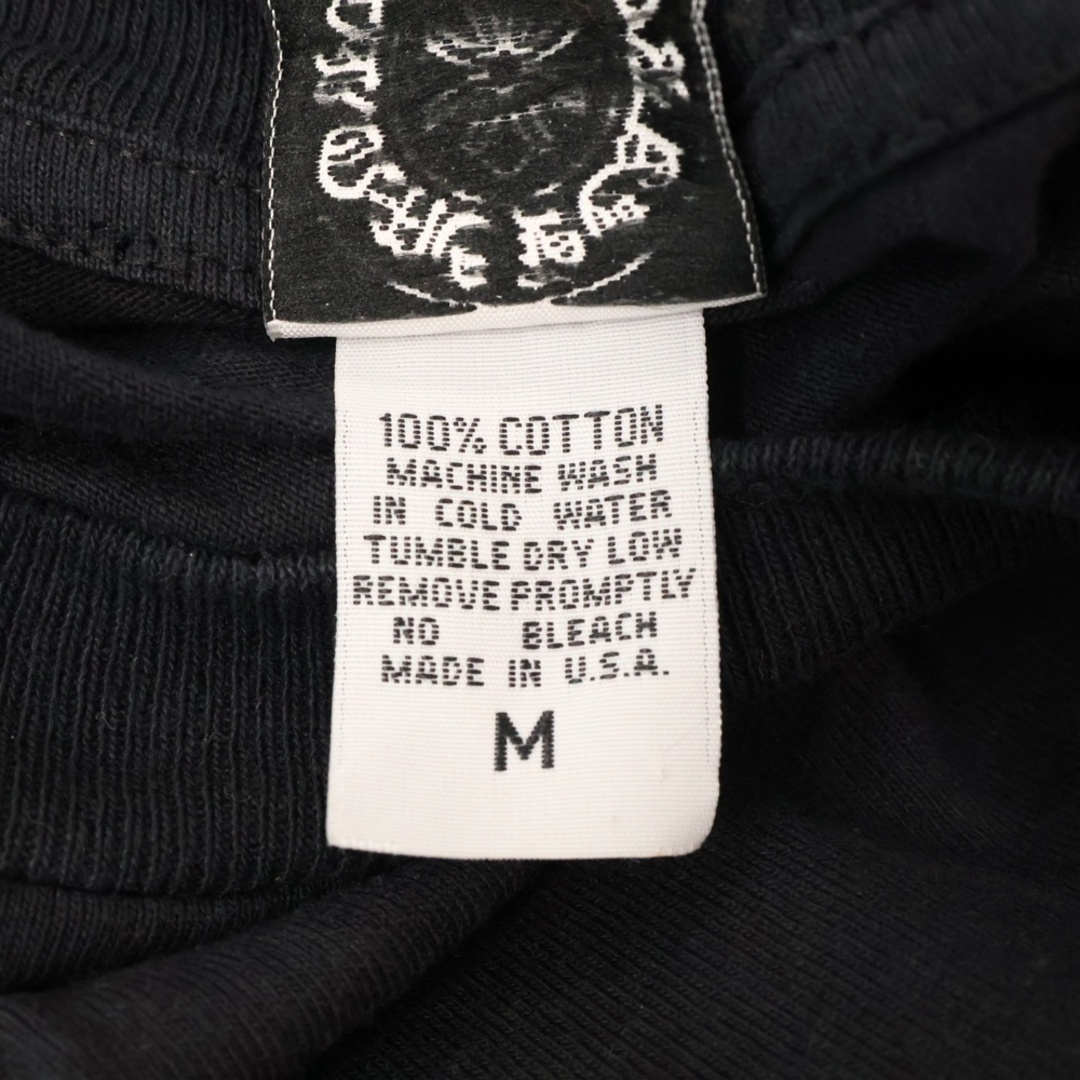 100% COTTON
MACHINE WASH
IN COLD WATER
TUMBLE DRY LOW
REMOVE PROMPTLY
NO BLEACH
MADE IN U.S.A.
M